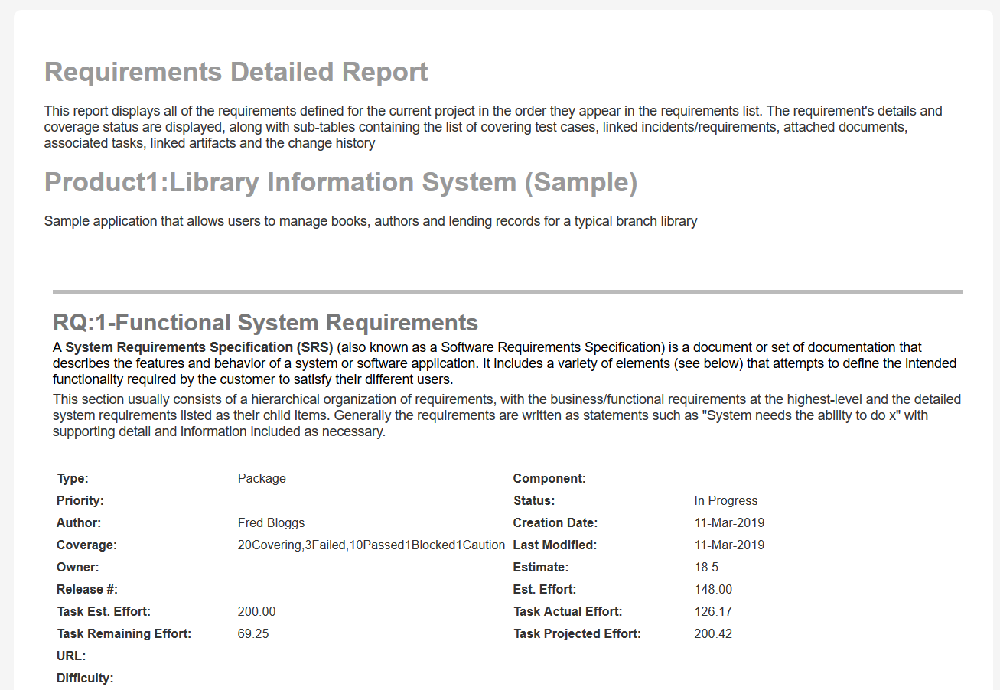 Requirements Detailed Report
This report displays all of the requirements defined for the current project in the order they appear in the requirements list. The requirement's details and
coverage status are displayed, along with sub-tables containing the list of covering test cases, linked incidents/requirements, attached documents,
associated tasks, linked artifacts and the change history
Product1:Library Information System (Sample)
Sample application that allows users to manage books, authors and lending records for a typical branch library
RQ:1-Functional System Requirements
A System Requirements Specification (SRS) (also known as a Software Requirements Specification) is a document or set of documentation that
describes the features and behavior of a system or software application. It includes a variety of elements (see below) that attempts to define the intended
functionality required by the customer to satisfy their different users.
This section usually consists of a hierarchical organization of requirements, with the business/functional requirements at the highest-level and the detailed
system requirements listed as their child items. Generally the requirements are written as statements such as "System needs the ability to do x" with
supporting detail and information included as necessary.
Type: Package Component:
Priority: Status: In Progress
Author: Fred Bloggs Creation Date: 11-Mar-2019
Coverage: 20Covering,3Failed,10Passed1Blocked1Caution Last Modified: 11-Mar-2019
Owner: Estimate: 18.5
Release #: Est. Effort: 148.00
Task Est. Effort: 200.00 Task Actual Effort: 126.17
Task Remaining Effort: 69.25 Task Projected Effort: 200.42
URL:
Difficulty: